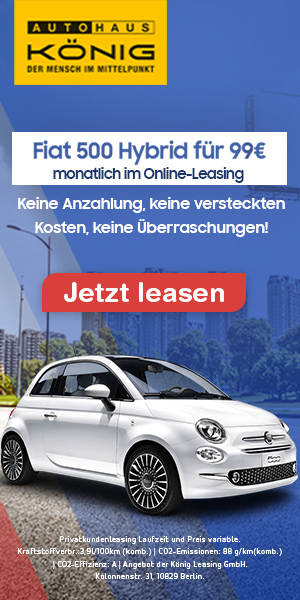 AUTOHAUS
KÖNIG
DER MENSCH IM MITTELPUNKT
Fiat 500 Hybrid für 99€
monatlich im Online-Leasing
Keine Anzahlung, keine versteckten
Kosten, keine Überraschungen!
Jetzt leasen
Privatkundenleasing Laufzeit und Preis variable.
Kraftstoffverbr.:3,9l/100km (komb.) | CO2-Emissionen: 88 g/km(komb.)
| CO2-Effizienz: A | Angebot der König Leasing GmbH.
Kolonnenstr. 31, 10829 Berlin.